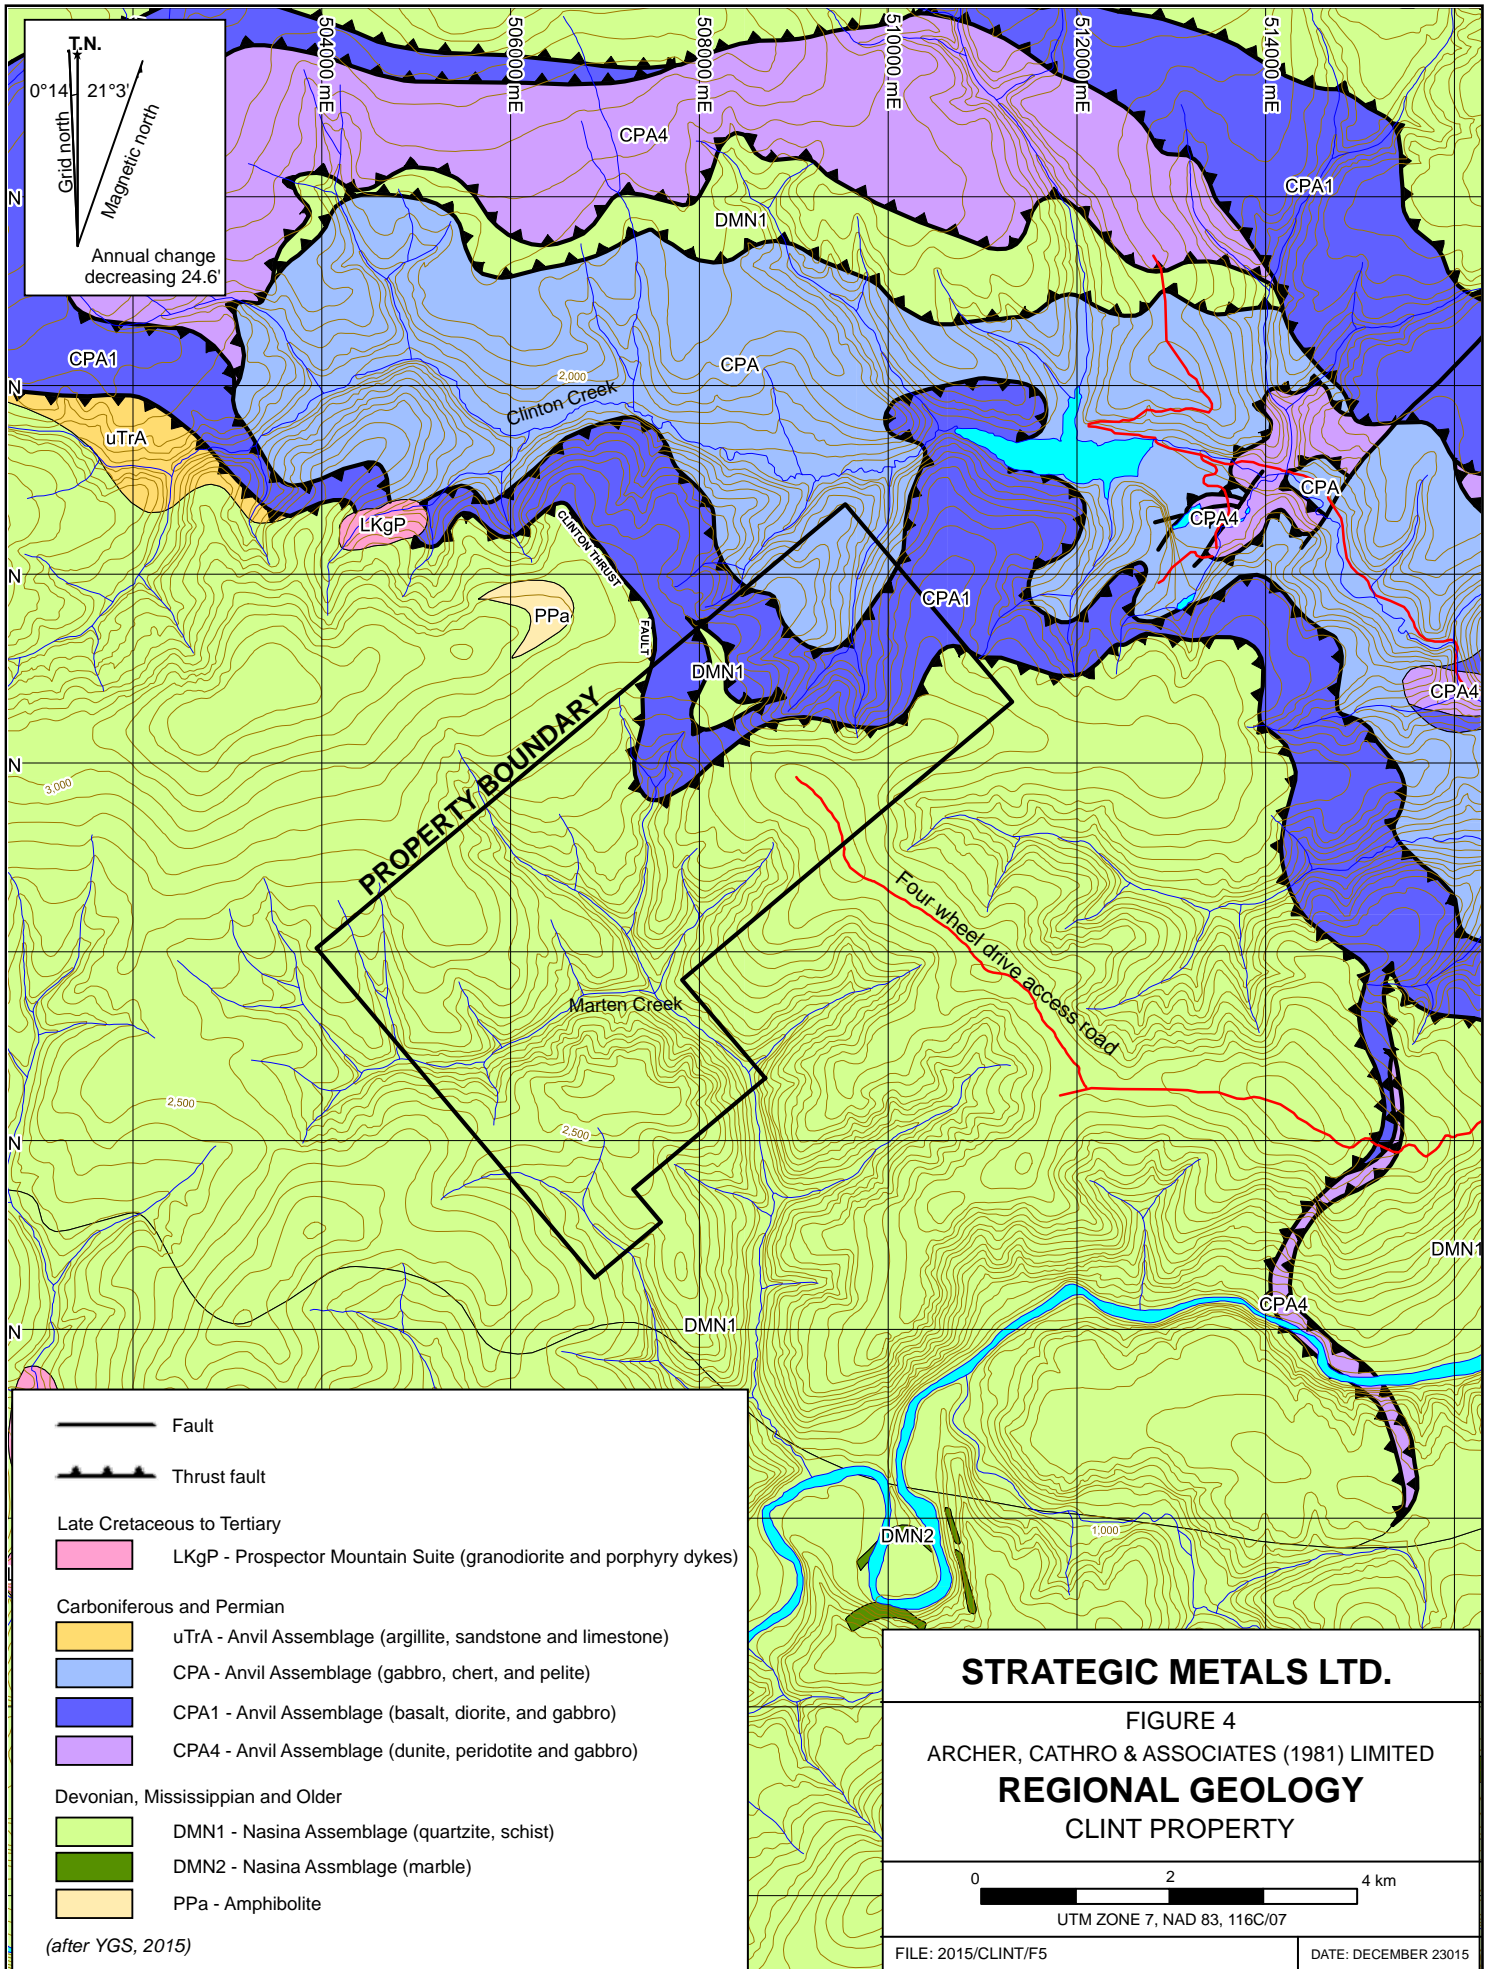 T.N.
0°14'
21°3'
Grid north
Magnetic north
Annual change
decreasing 24.6'
504000 mE
506000 mE
508000 mE
510000 mE
512000 mE
514000 mE
N
N
N
N
N
N
N
CPA4
CPA1
DMN1
CPA1
CPA
2,000
Clinton Creek
uTrA
LKgP
CPA
CPA4
CLINTON THRUST
FAULT
PPa
CPA1
DMN1
CPA4
PROPERTY BOUNDARY
3,000
Four wheel drive access road
Marten Creek
2,500
2,500
DMN1
CPA4
DMN1
DMN2
1,000
Fault
Thrust fault
Late Cretaceous to Tertiary
LKgP - Prospector Mountain Suite (granodiorite and porphyry dykes)
Carboniferous and Permian
uTrA - Anvil Assemblage (argillite, sandstone and limestone)
CPA - Anvil Assemblage (gabbro, chert, and pelite)
CPA1 - Anvil Assemblage (basalt, diorite, and gabbro)
CPA4 - Anvil Assemblage (dunite, peridotite and gabbro)
Devonian, Mississippian and Older
DMN1 - Nasina Assemblage (quartzite, schist)
DMN2 - Nasina Assmblage (marble)
PPa - Amphibolite
(after YGS, 2015)
STRATEGIC METALS LTD.
FIGURE 4
ARCHER, CATHRO & ASSOCIATES (1981) LIMITED
REGIONAL GEOLOGY
CLINT PROPERTY
0 2 4 km
UTM ZONE 7, NAD 83, 116C/07
FILE: 2015/CLINT/F5
DATE: DECEMBER 23015